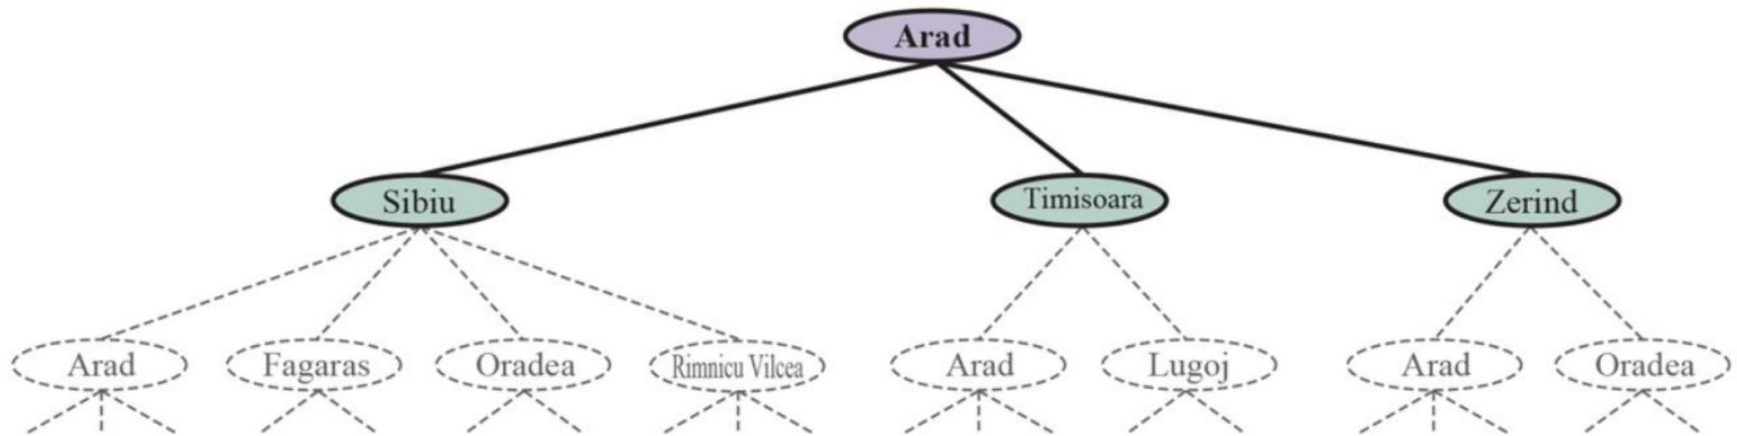 Arad
Sibiu
Timisoara
Zerind
Arad
Fagaras
Oradea
Rimnicu Vilcea
Arad
Lugoj
Arad
Oradea